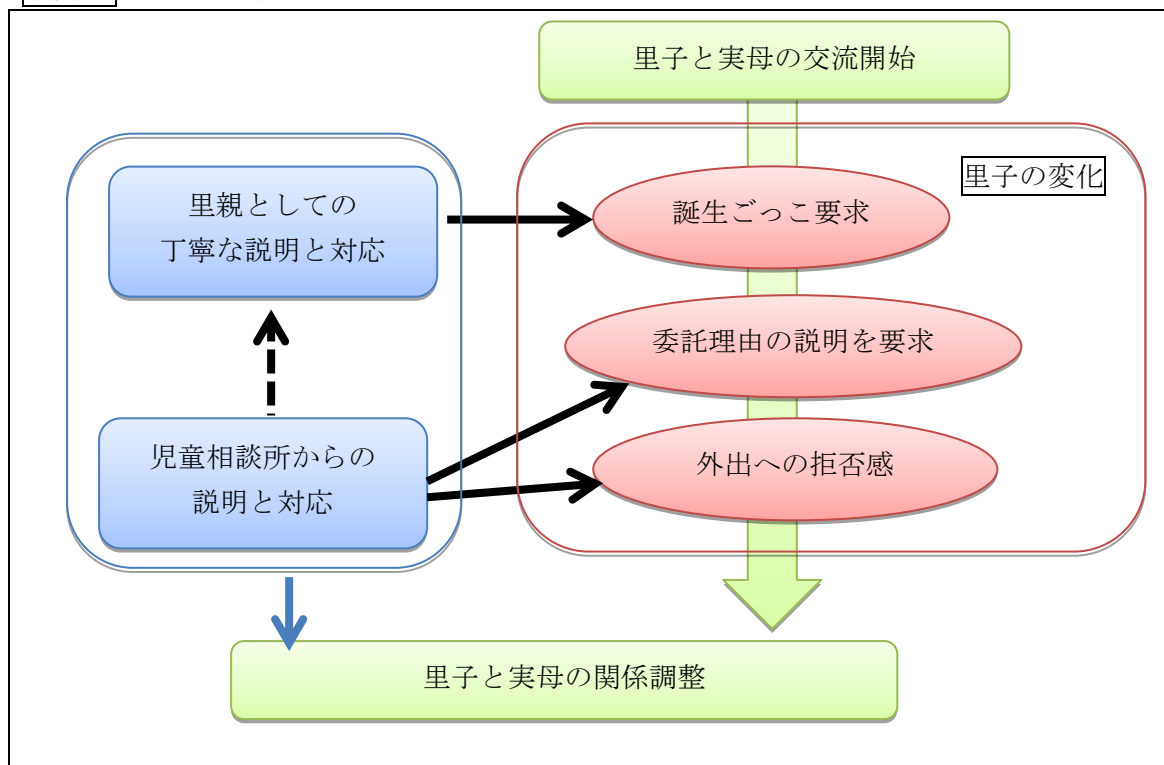 里子と実母の交流開始
里子の変化
里親としての
丁寧な説明と対応
誕生ごっこ要求
委託理由の説明を要求
児童相談所からの
説明と対応
外出への拒否感
里子と実母の関係調整